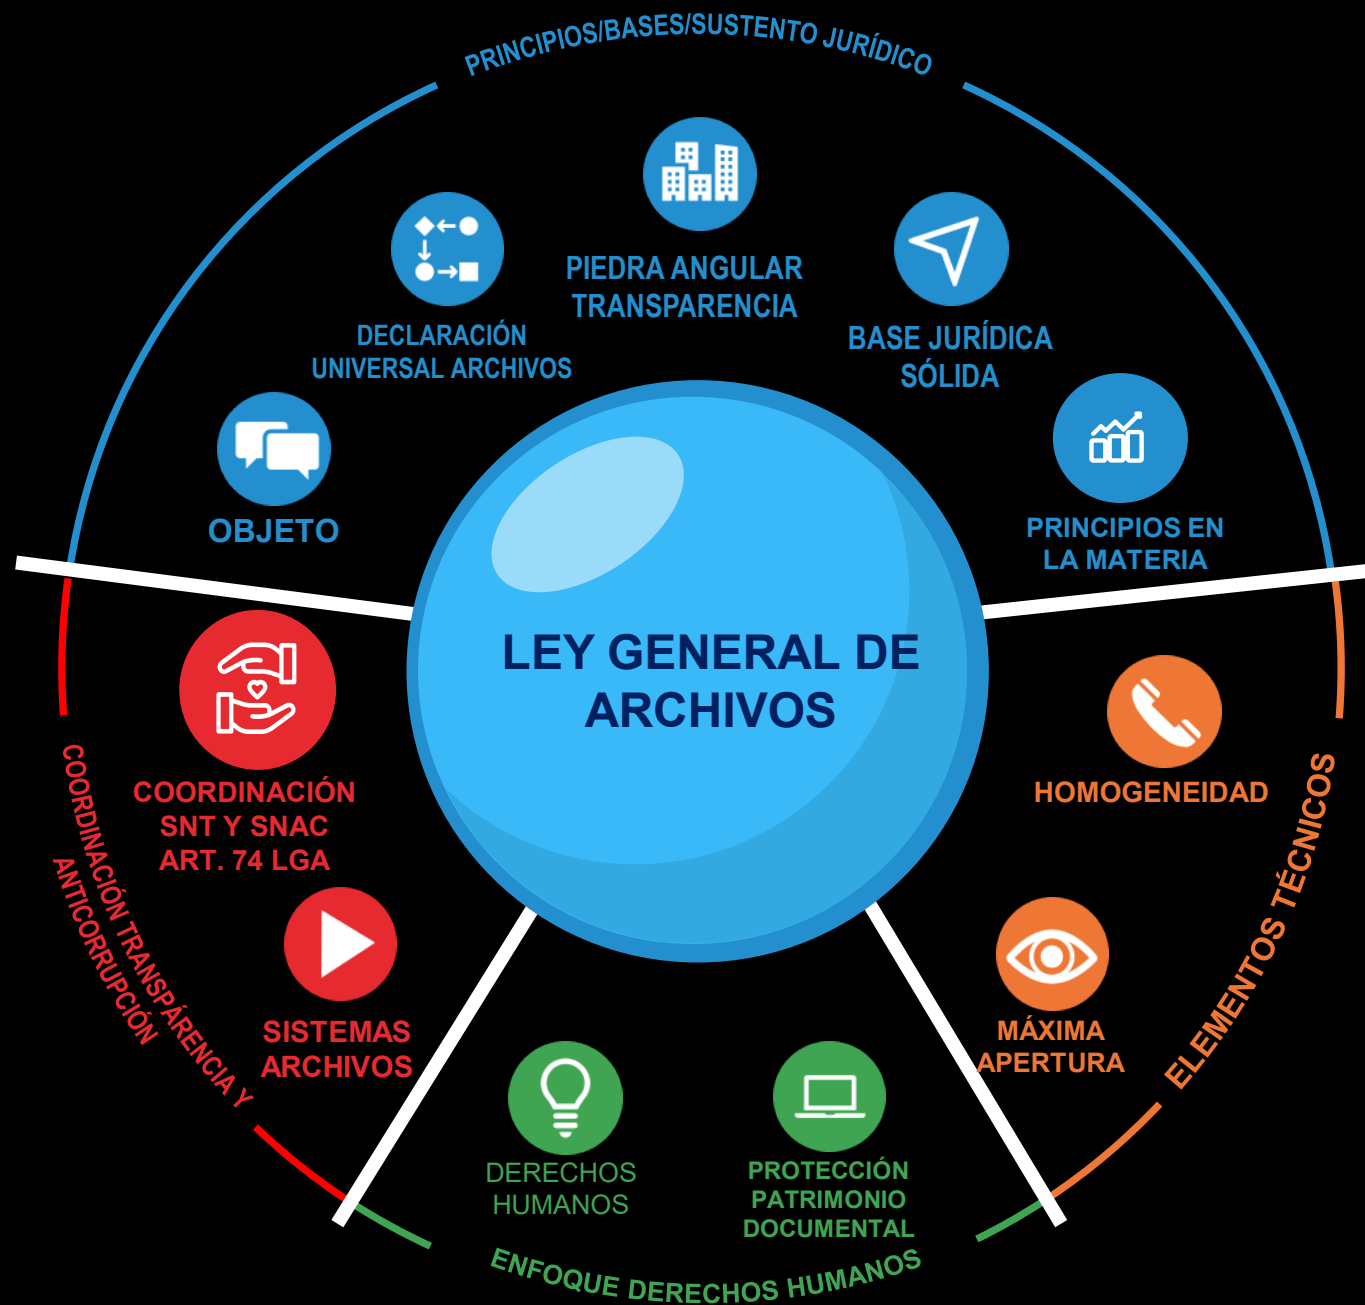 PRINCIPIOS/BASES/SUSTENTO JURÍDICO
PIEDRA ANGULAR
TRANSPARENCIA
DECLARACIÓN
UNIVERSAL ARCHIVOS
BASE JURÍDICA
SÓLIDA
OBJETO
PRINCIPIOS EN
LA MATERIA
LEY GENERAL DE
ARCHIVOS
COORDINACIÓN
SNT Y SNAC
ART. 74 LGA
SISTEMAS
ARCHIVOS
COORDINACIÓN TRANSPÁRENCIA Y
ANTICORRUPCIÓN
HOMOGENEIDAD
MÁXIMA
APERTURA
ELEMENTOS TÉCNICOS
DERECHOS
HUMANOS
PROTECCIÓN
PATRIMONIO
DOCUMENTAL
ENFOQUE DERECHOS HUMANOS